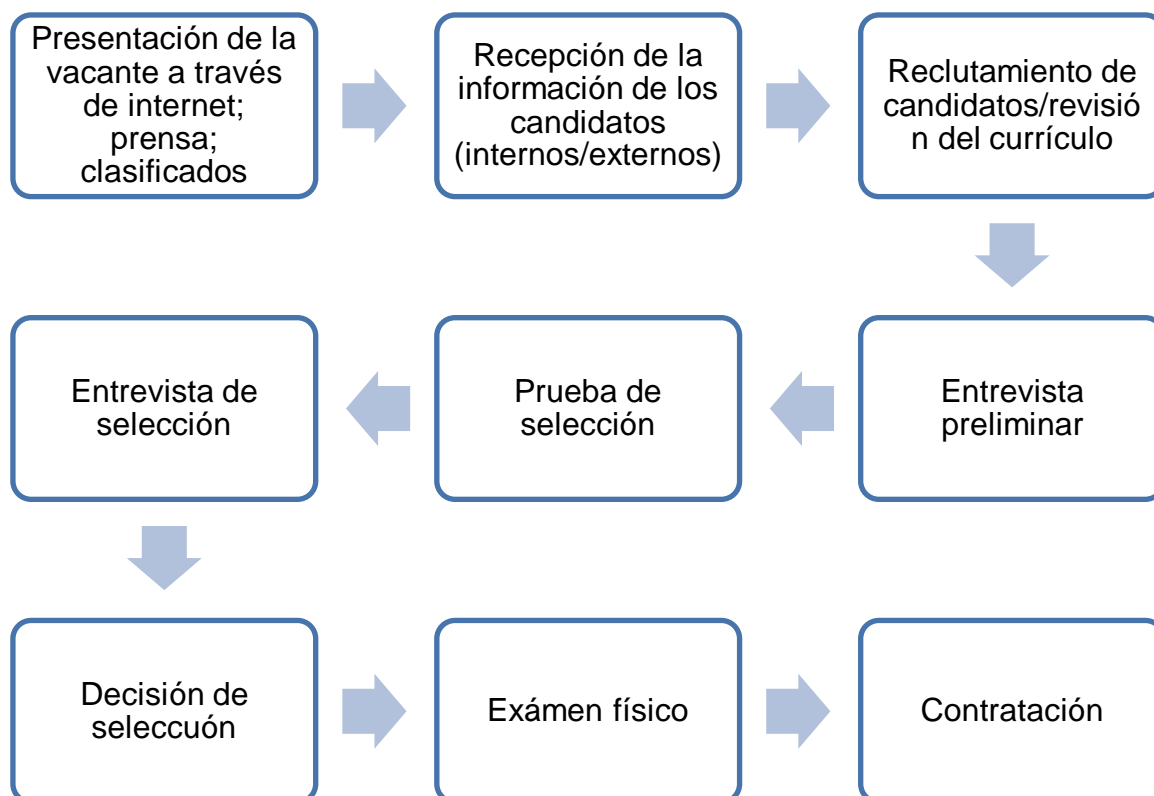 Presentación de la
vacante a través
de internet;
prensa;
clasificados
Recepción de la
información de los
candidatos
(internos/externos)
Reclutamiento de
candidatos/revisió
n del currículo
Entrevista
preliminar
Prueba de
selección
Entrevista de
selección
Decisión de
seleccuón
Exámen físico
Contratación